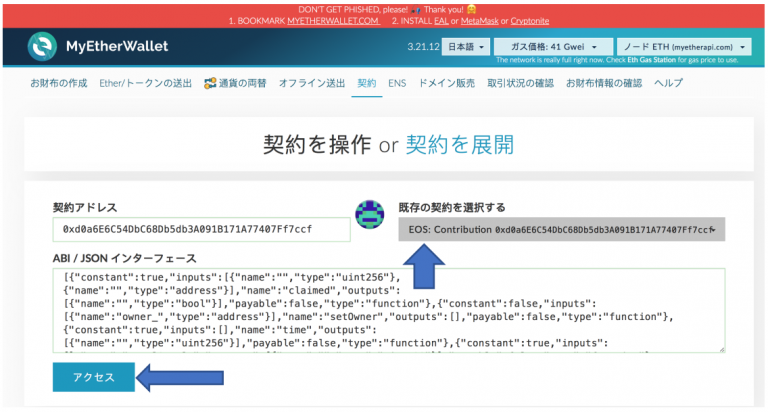 DON'T GET PHISHED, please! Thank you!
1. BOOKMARK MYETHERWALLET.COM 2. INSTALL EAL or MetaMask or Cryptonite
MyEtherWallet
3.21.12 日本語 ガス価格: 41 Gwei ノード ETH (myetherapi.com)
The network is really full right now. Check Eth Gas Station for gas price to use.
お財布の作成 Ether/トークンの送出 通貨の両替 オフライン送出 契約 ENS ドメイン販売 取引状況の確認 お財布情報の確認 ヘルプ
契約を操作 or 契約を展開
契約アドレス
0xd0a6E6C54DbC68Db5db3A091B171A77407Ff7ccf
既存の契約を選択する
EOS: Contribution 0xd0a6E6C54DbC68Db5db3A091B171A77407Ff7ccf
ABI / JSON インターフェース
[{"constant":true,"inputs":[{"name":"","type":"uint256"},
{"name":"","type":"address"}],"name":"claimed","outputs":
[{"name":"","type":"bool"}],"payable":false,"type":"function"},{"constant":false,"inputs":
[{"name":"owner_","type":"address"}],"name":"setOwner","outputs":[],"payable":false,"type":"function"},
{"constant":true,"inputs":[],"name":"time","outputs":
[{"name":"","type":"uint256"}],"payable":false,"type":"function"},{"constant":true,"inputs":
アクセス